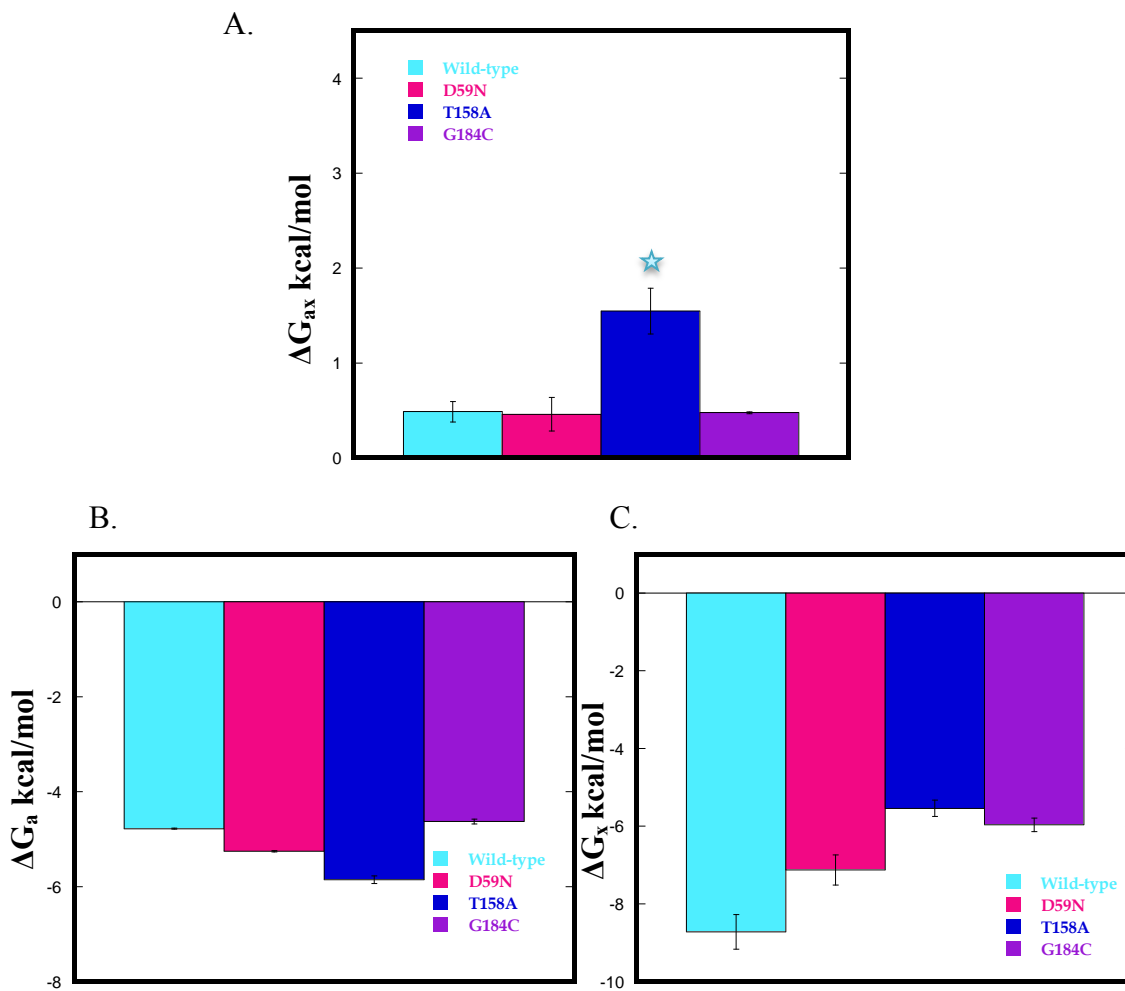 A.
Wild-type
D59N
T158A
G184C
4
3
2
1
0
ΔGax kcal/mol
B.
0
-2
-4
-6
-8
ΔGa kcal/mol
Wild-type
D59N
T158A
G184C
C.
0
-2
-4
-6
-8
-10
ΔGx kcal/mol
Wild-type
D59N
T158A
G184C